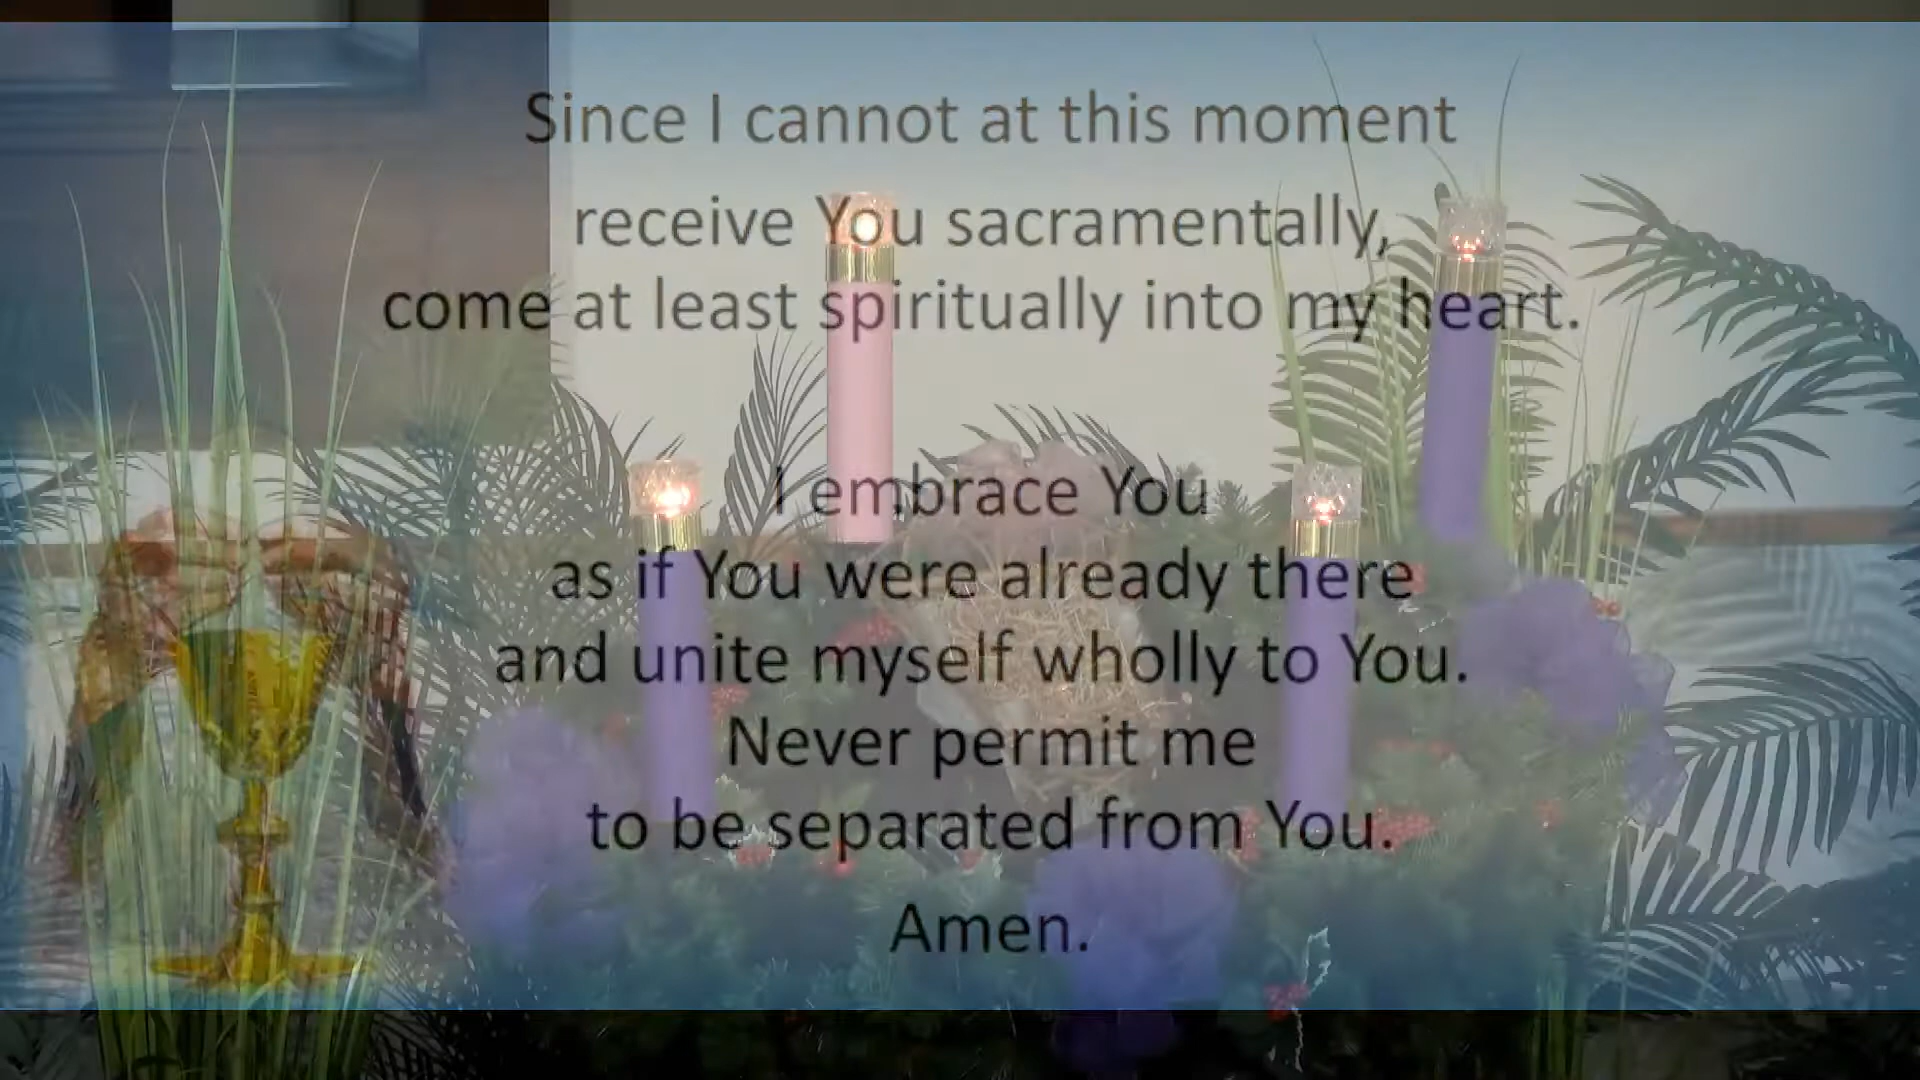 Since I cannot at this moment
receive You sacramentally,
come at least spiritually into my heart.
I embrace You
as if You were already there
and unite myself wholly to You.
Never permit me
to be separated from You.
Amen.